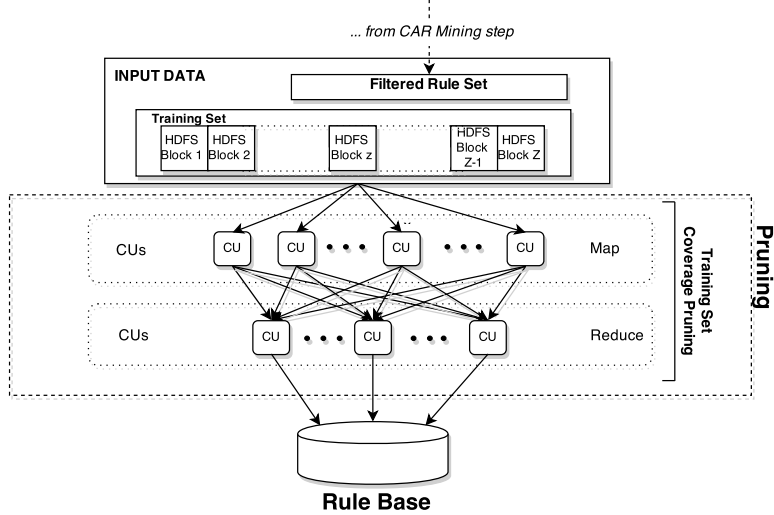 ... from CAR Mining step
INPUT DATA
Filtered Rule Set
Training Set
HDFS
Block 1
HDFS
Block 2
HDFS
Block z
HDFS
Block
Z-1
HDFS
Block Z
CUs
CU
CU
CU
CU
Map
CUs
CU
CU
CU
Reduce
Training Set
Coverage Pruning
Pruning
Rule Base